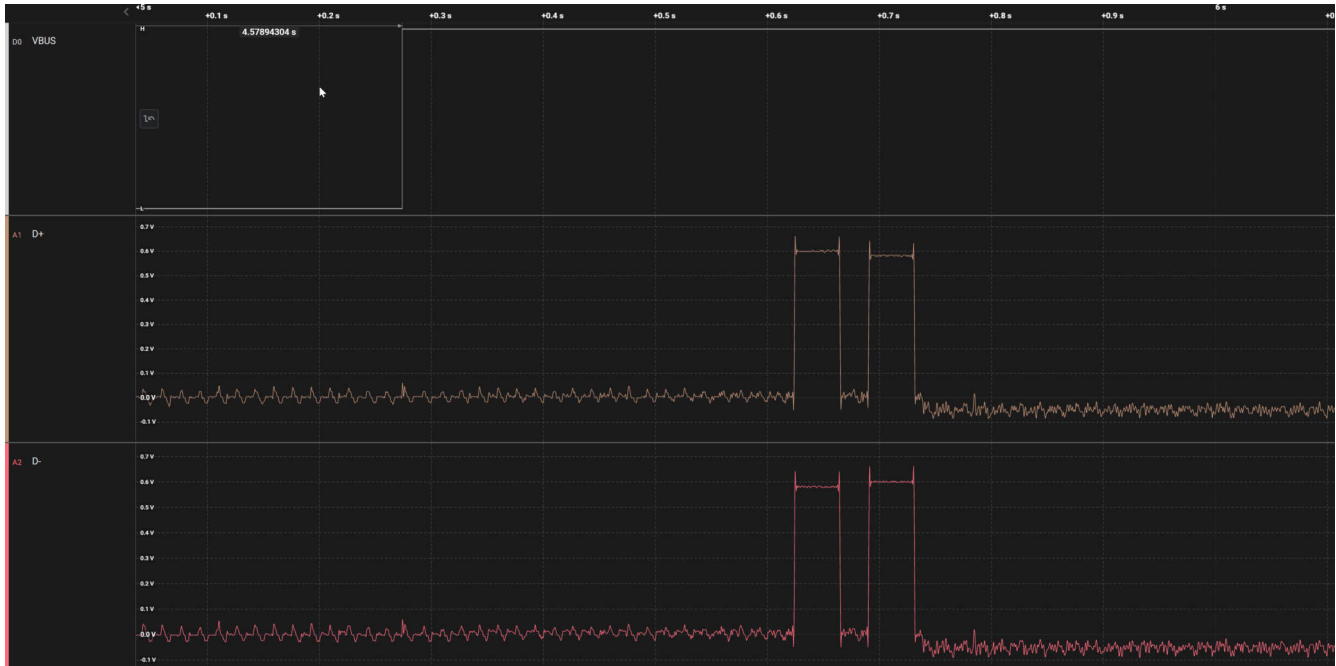 5 s
+0.1 s +0.2 s +0.3 s +0.4 s +0.5 s +0.6 s +0.7 s +0.8 s +0.9 s 6 s
D0 VBUS
H
4.57894304 s
L
A1 D+
0.7 V
0.6 V
0.5 V
0.4 V
0.3 V
0.2 V
0.1 V
0.0 V
-0.1 V
A2 D-
0.7 V
0.6 V
0.5 V
0.4 V
0.3 V
0.2 V
0.1 V
0.0 V
-0.1 V